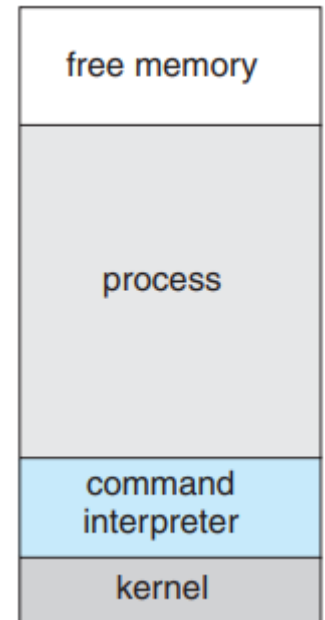 free memory
process
command
interpreter
kernel